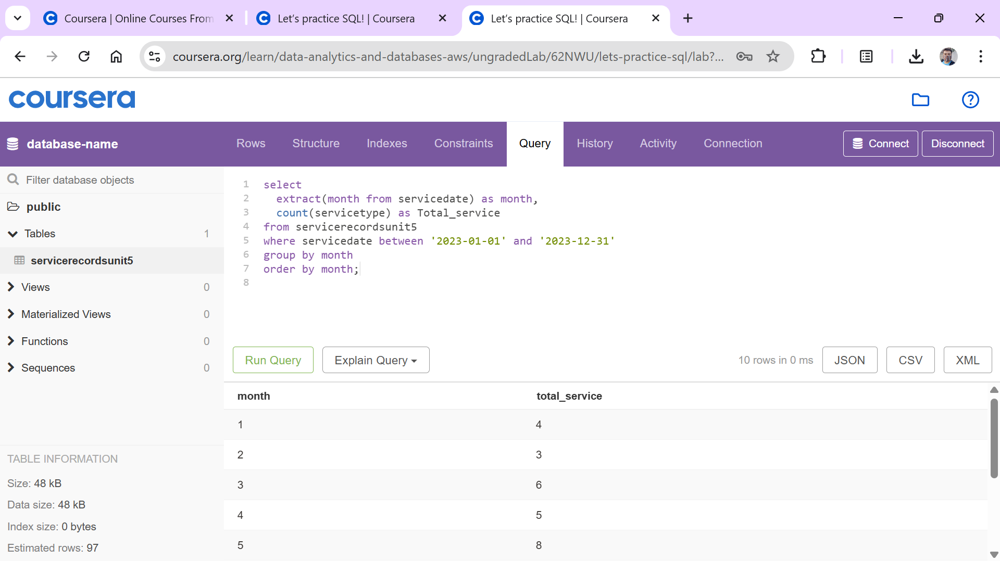 Coursera | Online Courses From
Let's practice SQL! | Coursera
Let's practice SQL! | Coursera
coursera.org/learn/data-analytics-and-databases-aws/ungradedLab/62NWU/lets-practice-sql/lab?...
coursera
database-name
Rows
Structure
Indexes
Constraints
Query
History
Activity
Connection
Connect
Disconnect
Filter database objects
public
Tables 1
servicerecordsunit5
Views 0
Materialized Views 0
Functions 0
Sequences 0
TABLE INFORMATION
Size: 48 kB
Data size: 48 kB
Index size: 0 bytes
Estimated rows: 97
1 select
2 extract(month from servicedate) as month,
3 count(servicetype) as Total_service
4 from servicerecordsunit5
5 where servicedate between '2023-01-01' and '2023-12-31'
6 group by month
7 order by month;
8
Run Query
Explain Query
10 rows in 0 ms
JSON
CSV
XML
month total_service
1 4
2 3
3 6
4 5
5 8